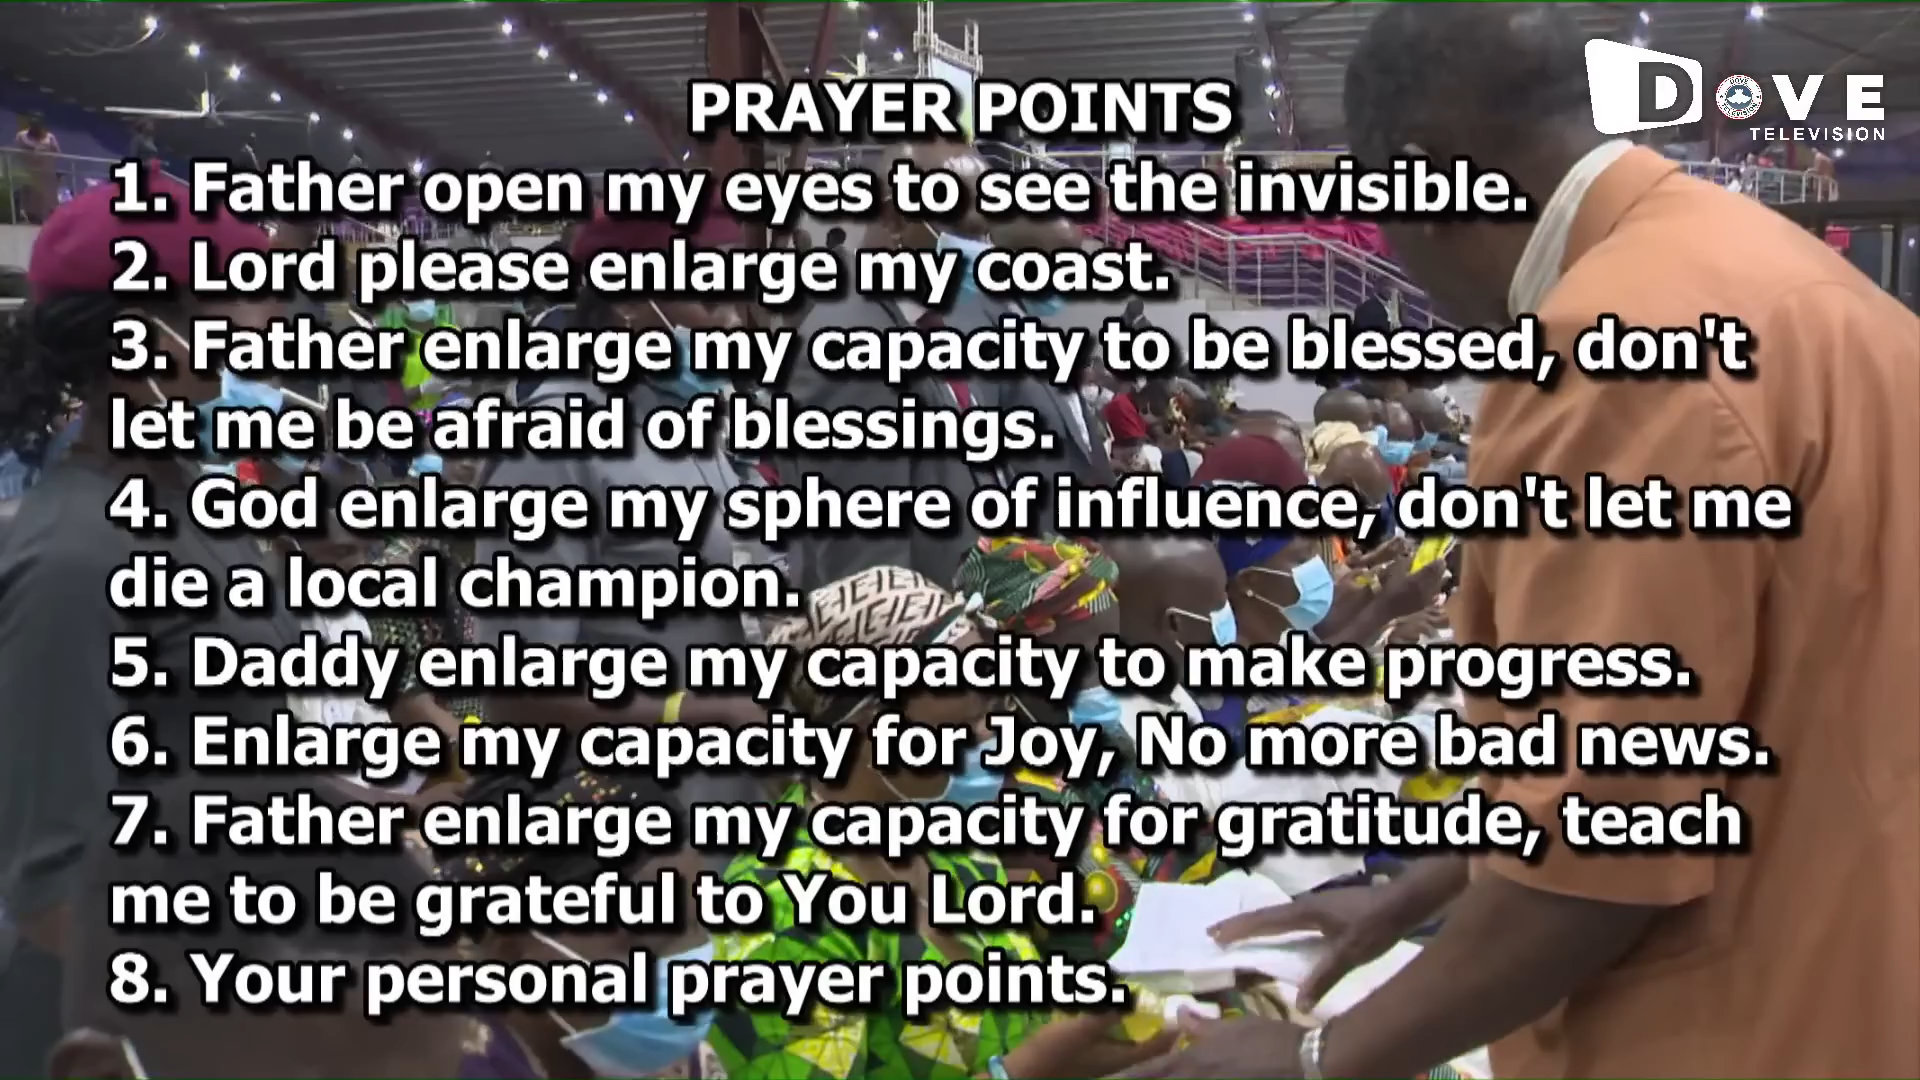 PRAYER POINTS
DOVE
TELEVISION
1. Father open my eyes to see the invisible.
2. Lord please enlarge my coast.
3. Father enlarge my capacity to be blessed, don't
let me be afraid of blessings.
4. God enlarge my sphere of influence, don't let me
die a local champion.
5. Daddy enlarge my capacity to make progress.
6. Enlarge my capacity for Joy, No more bad news.
7. Father enlarge my capacity for gratitude, teach
me to be grateful to You Lord.
8. Your personal prayer points.